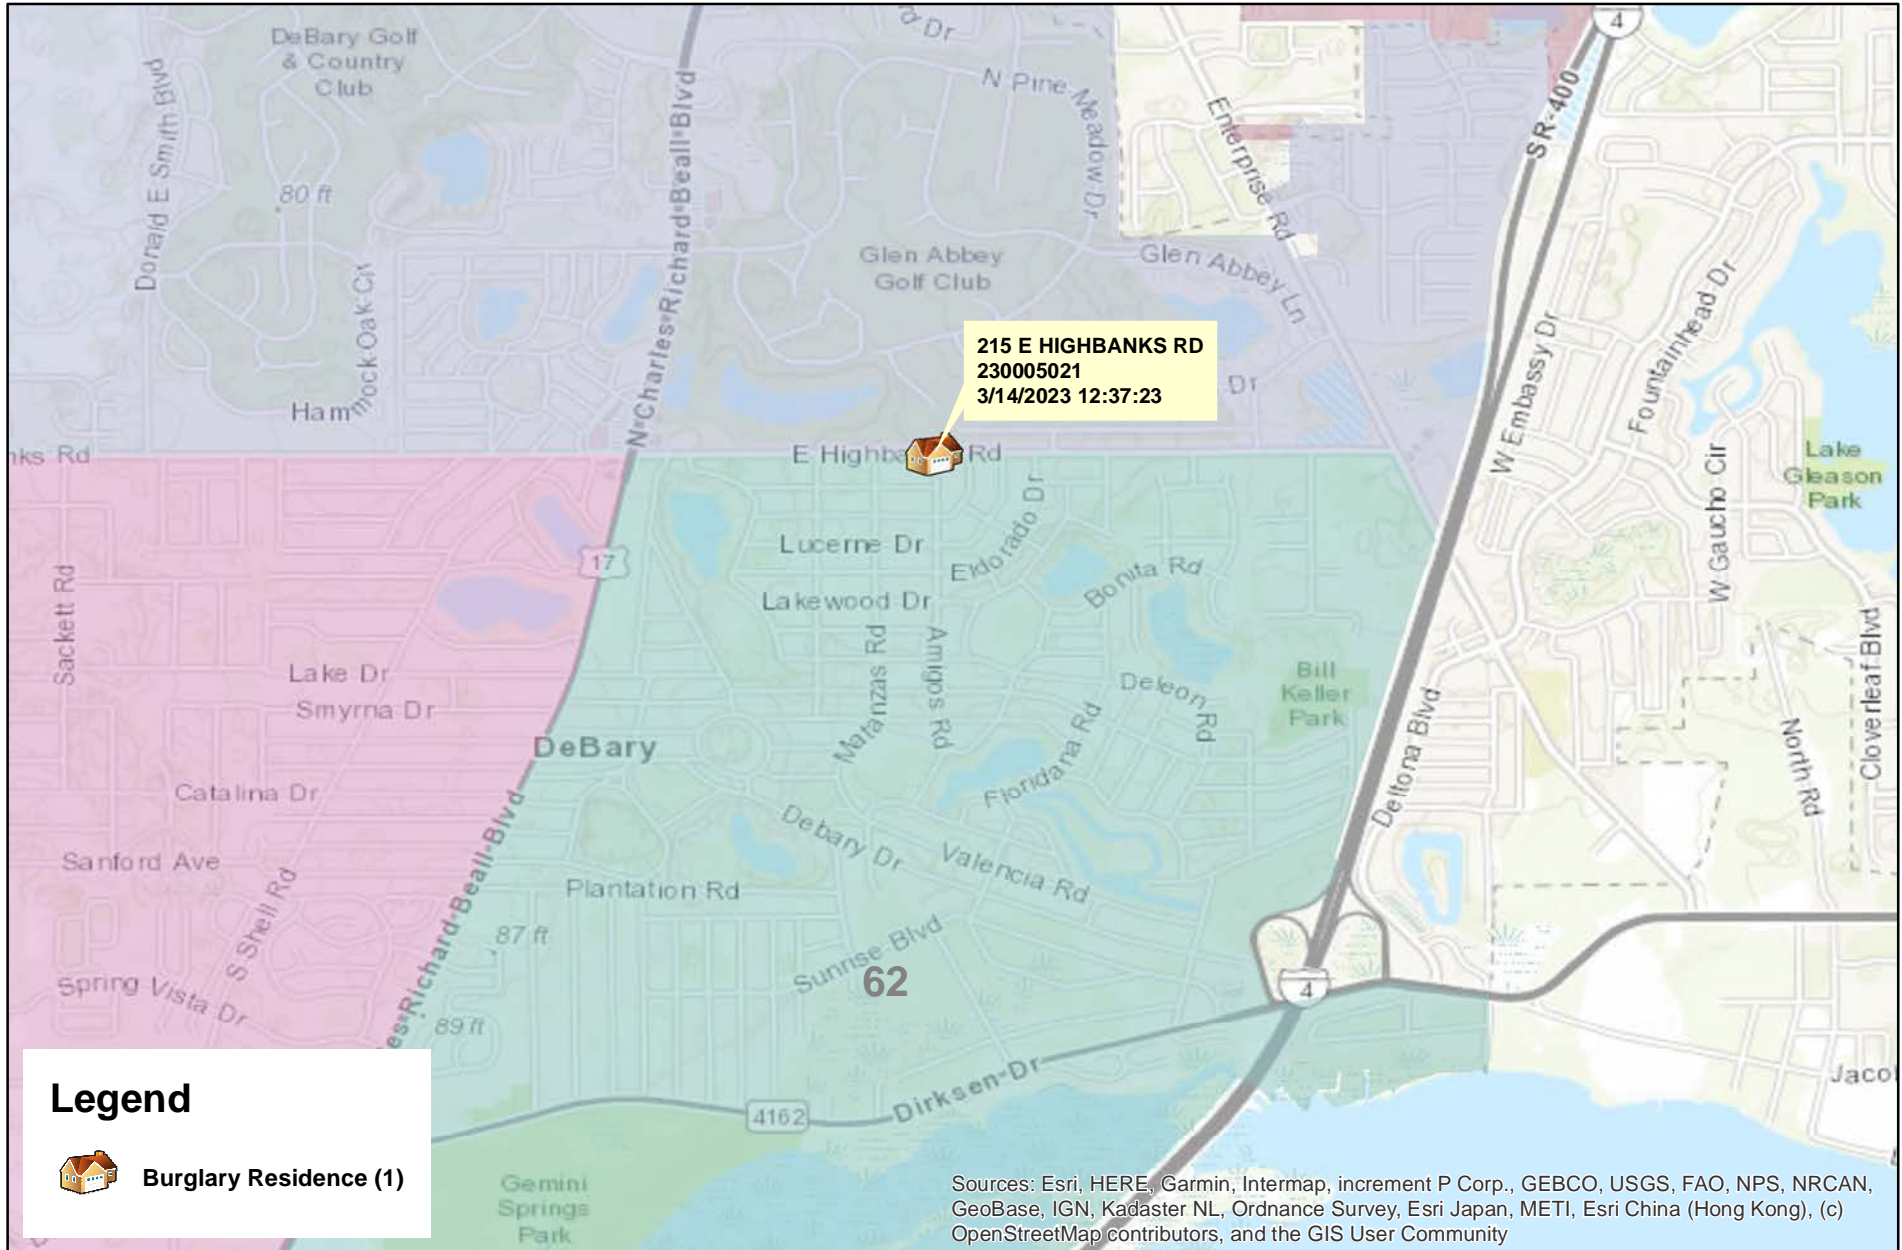 DeBary Golf
& Country
Club
Donald E Smith Blvd
80 ft
Hammock Oak Cir
N Charles Richard Beall Blvd
Dr
N Pine Meadow Dr
Enterprise Rd
Glen Abbey
Golf Club
Glen Abbey Ln
4
SR-400
W Embassy Dr
Fountainhead Dr
W Gaucho Cir
Lake
Gleason
Park
215 E HIGHBANKS RD
230005021
3/14/2023 12:37:23
Dr
nks Rd
E Highba Rd
17
Sackett Rd
Lucerne Dr
Eldorado Dr
Lakewood Dr
Bonita Rd
Matanzas Rd
Amigos Rd
Deleon Rd
Bill
Keller
Park
Lake Dr
Smyrna Dr
DeBary
Floridana Rd
Deltona Blvd
North Rd
Cloverleaf Blvd
Catalina Dr
Sanford Ave
S Shell Rd
Debary Dr
Valencia Rd
Plantation Rd
87 ft
Sunrise Blvd
62
Spring Vista Dr
es Richard Beall Blvd
89 ft
4
Dirksen Dr
4162
Jaco
Gemini
Springs
Park
Legend
Burglary Residence (1)
Sources: Esri, HERE, Garmin, Intermap, increment P Corp., GEBCO, USGS, FAO, NPS, NRCAN,
GeoBase, IGN, Kadaster NL, Ordnance Survey, Esri Japan, METI, Esri China (Hong Kong), (c)
OpenStreetMap contributors, and the GIS User Community